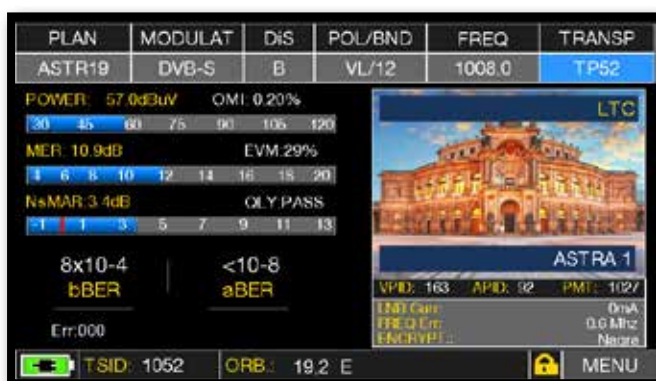 PLAN MODULAT DiS POL/BND FREQ TRANSP
ASTR19 DVB-S B VL/12 1008.0 TP52
POWER: 57.0dBuV OMI: 0.20%
30 45 60 75 90 105 120
MER: 10.9dB EVM:29%
4 6 8 10 12 14 16 18 20
NsMAR:3.4dB QLY:PASS
-1 1 3 5 7 9 11 13
8x10-4 <10-8
bBER aBER
Err:000
LTC
ASTRA 1
VPID: 163 APID: 92 PMT: 1027
LNB Curr: 0mA
FREQ Err: 0.6 Mhz
ENCRYPT.: Nagra
TSID: 1052 ORB.: 19.2 E MENU